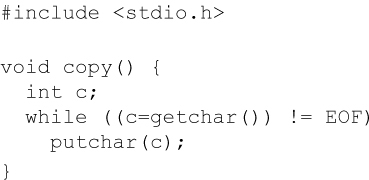 #include <stdio.h>
void copy() {
  int c;
  while ((c=getchar()) != EOF)
    putchar(c);
}